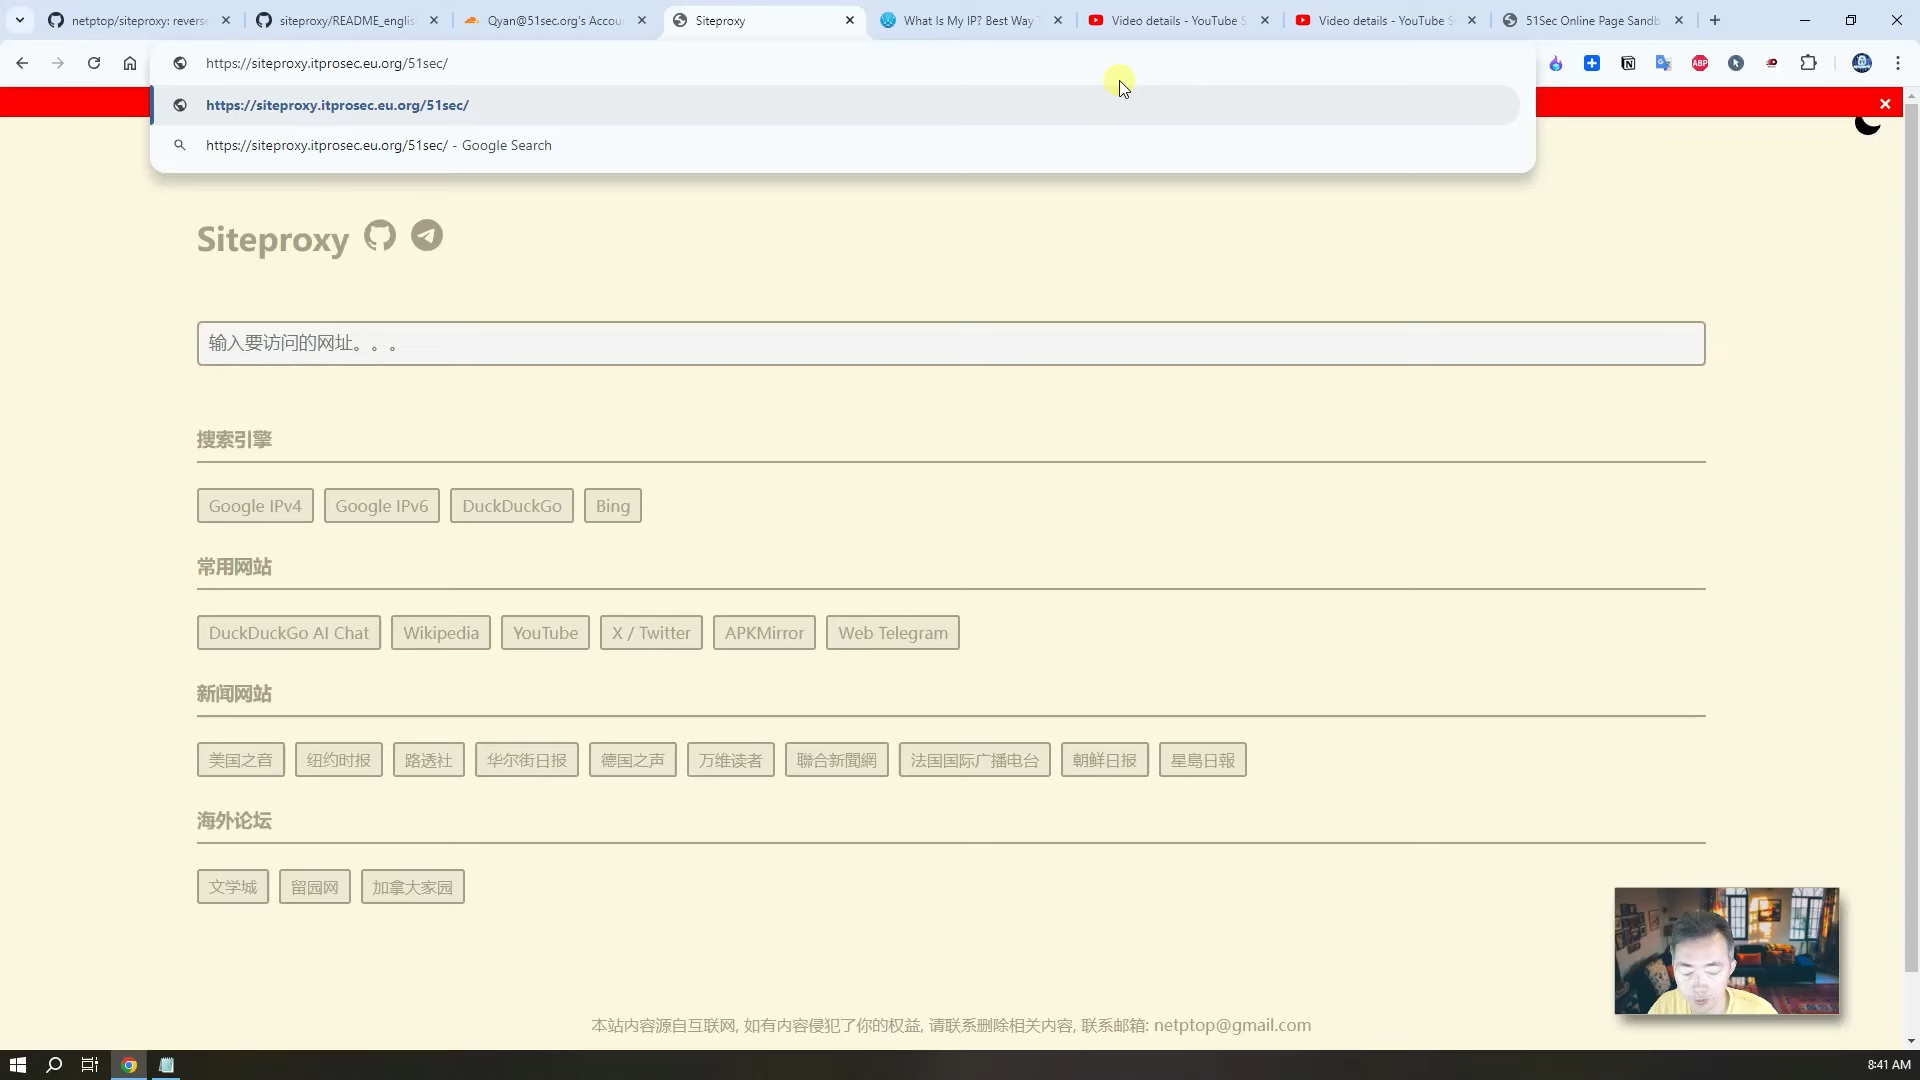 netptop/siteproxy: reverse
siteproxy/README_englis
Qyan@51sec.org's Accou
Siteproxy
What Is My IP? Best Way T
Video details - YouTube S
Video details - YouTube S
51Sec Online Page Sandb
https://siteproxy.itprosec.eu.org/51sec/
ABP
https://siteproxy.itprosec.eu.org/51sec/
https://siteproxy.itprosec.eu.org/51sec/ - Google Search
Siteproxy
输入要访问的网址。。。
搜索引擎
Google IPv4 Google IPv6 DuckDuckGo Bing
常用网站
DuckDuckGo AI Chat Wikipedia YouTube X / Twitter APKMirror Web Telegram
新闻网站
美国之音 纽约时报 路透社 华尔街日报 德国之声 万维读者 聯合新聞網 法国国际广播电台 朝鲜日报 星島日報
海外论坛
文学城 留园网 加拿大家园
本站内容源自互联网, 如有内容侵犯了你的权益, 请联系删除相关内容, 联系邮箱: netptop@gmail.com
8:41 AM